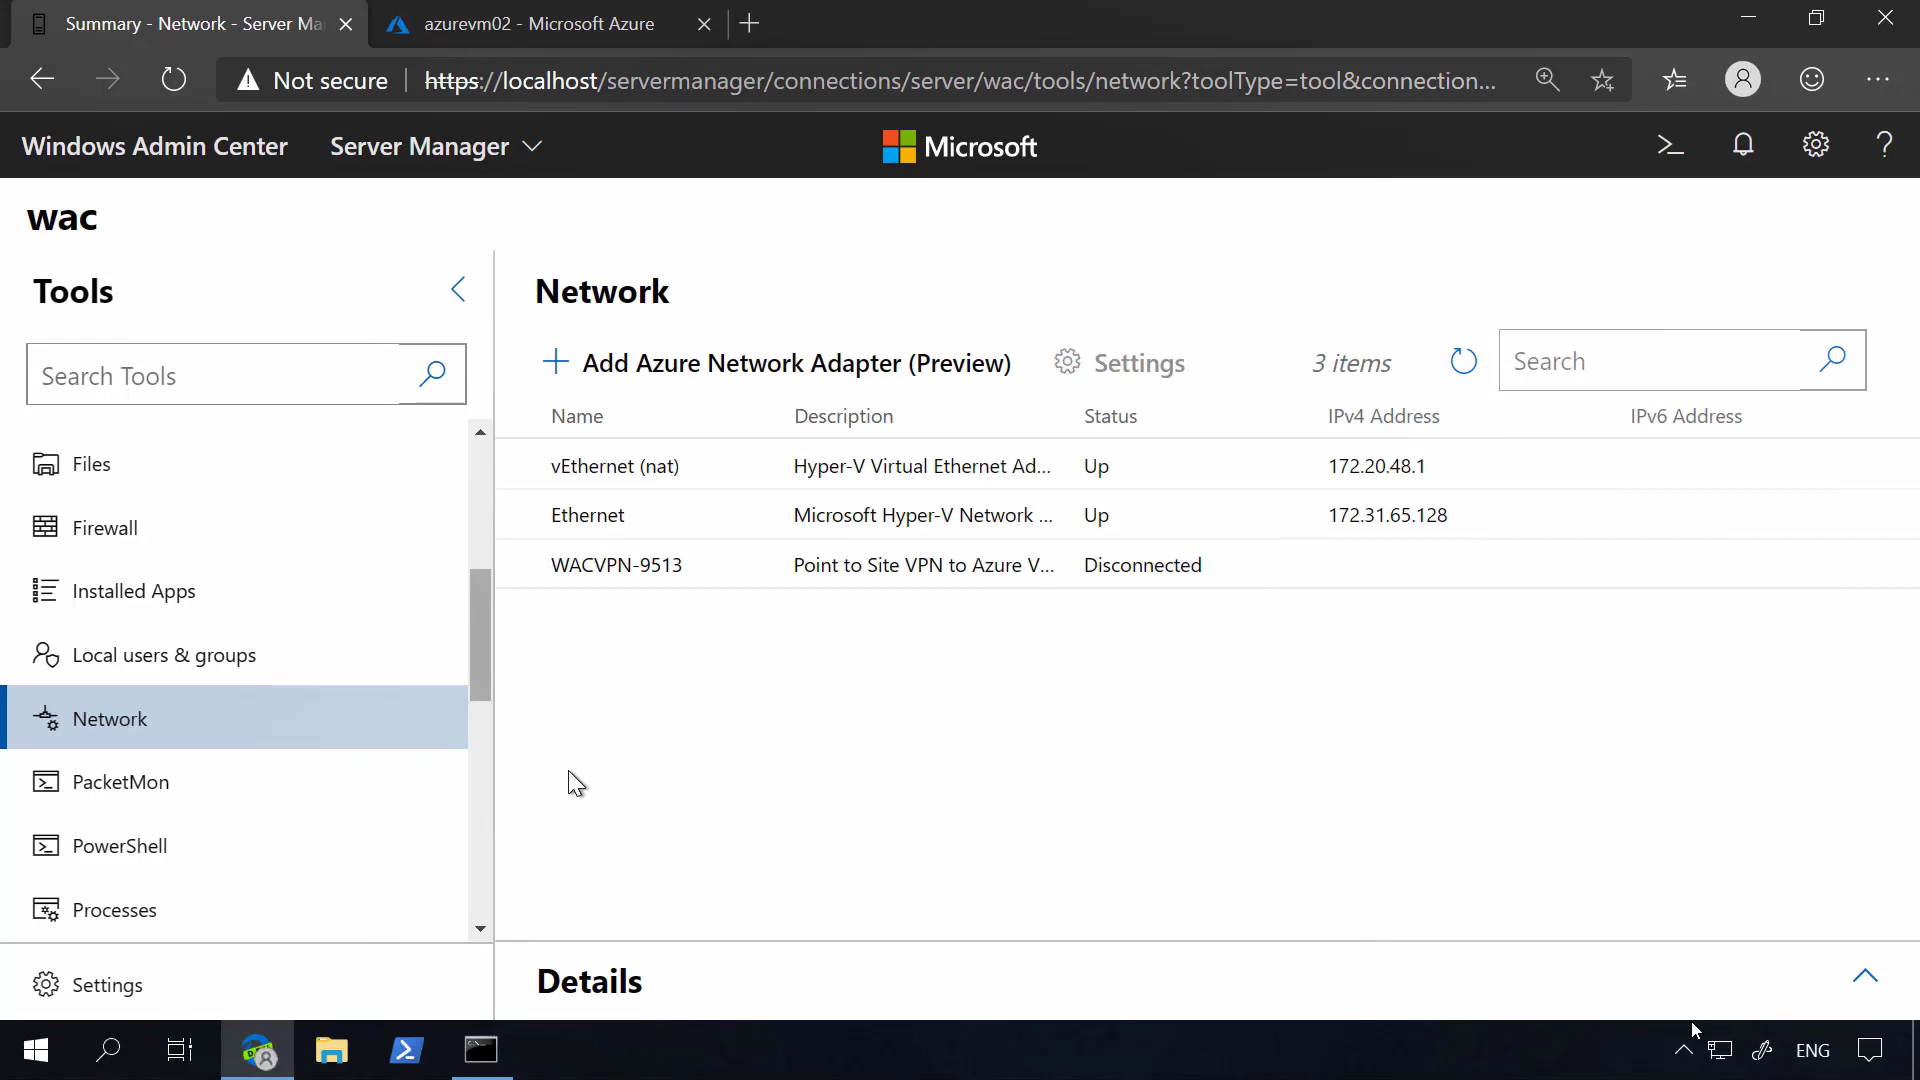 Summary - Network - Server Ma
azurevm02 - Microsoft Azure
Not secure
https://localhost/servermanager/connections/server/wac/tools/network?toolType=tool&connection...
Windows Admin Center
Server Manager
Microsoft
wac
Tools
Search Tools
Files
Firewall
Installed Apps
Local users & groups
Network
PacketMon
PowerShell
Processes
Settings
Network
Add Azure Network Adapter (Preview)
Settings
3 items
Search
Name Description Status IPv4 Address IPv6 Address
vEthernet (nat) Hyper-V Virtual Ethernet Ad... Up 172.20.48.1
Ethernet Microsoft Hyper-V Network ... Up 172.31.65.128
WACVPN-9513 Point to Site VPN to Azure V... Disconnected
Details
ENG